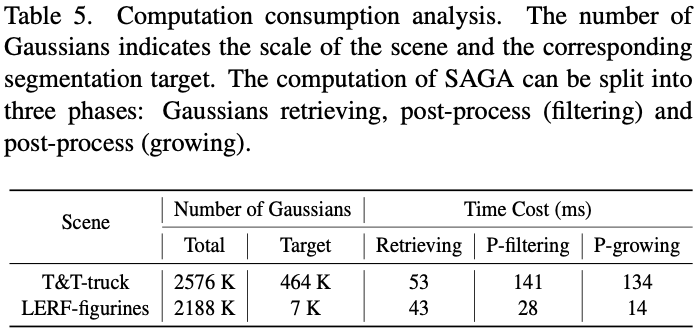 Table 5. Computation consumption analysis. The number of
Gaussians indicates the scale of the scene and the corresponding
segmentation target. The computation of SAGA can be split into
three phases: Gaussians retrieving, post-process (filtering) and
post-process (growing).
Scene Number of Gaussians Time Cost (ms)
Total Target Retrieving P-filtering P-growing
T&T-truck 2576 K 464 K 53 141 134
LERF-figurines 2188 K 7 K 43 28 14